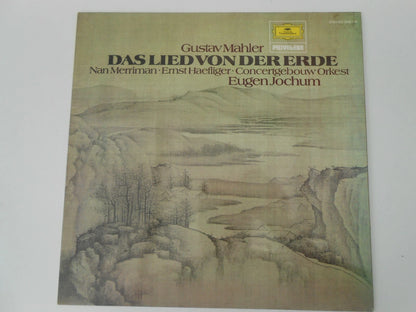 Gustav Mahler
DAS LIED VON DER ERDE
Nan Merriman · Ernst Haefliger · Concertgebouw Orkest
Eugen Jochum
PRIVILEGE